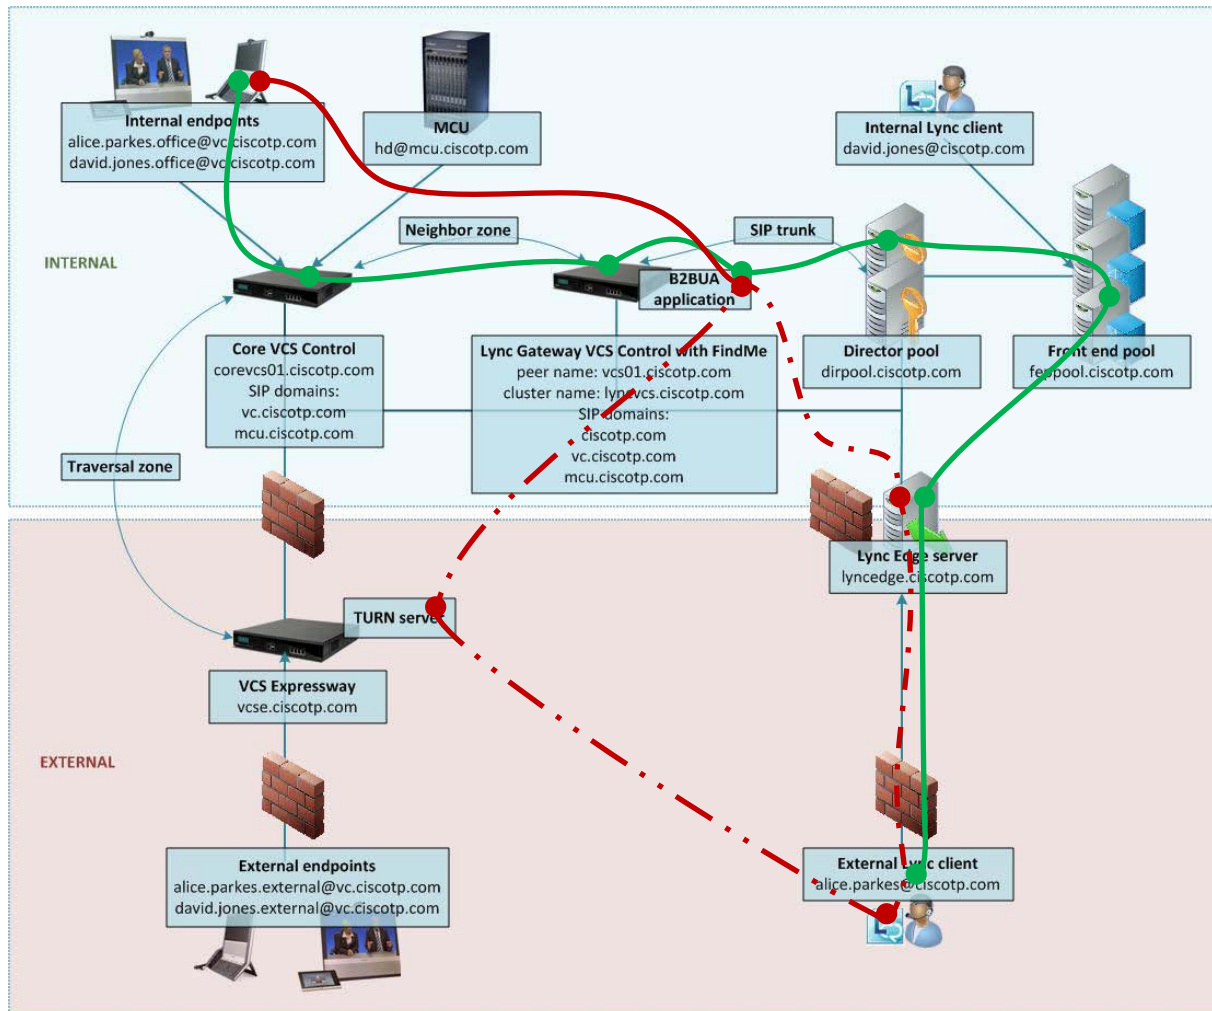 Internal endpoints
alice.parkes.office@vc.ciscotp.com
david.jones.office@vc.ciscotp.com
MCU
hd@mcu.ciscotp.com
Internal Lync client
david.jones@ciscotp.com
Neighbor zone
SIP trunk
INTERNAL
B2BUA
application
Core VCS Control
corevcs01.ciscotp.com
SIP domains:
vc.ciscotp.com
mcu.ciscotp.com
Lync Gateway VCS Control with FindMe
peer name: vcs01.ciscotp.com
cluster name: lyncvcs.ciscotp.com
SIP domains:
ciscotp.com
vc.ciscotp.com
mcu.ciscotp.com
Director pool
dirpool.ciscotp.com
Front end pool
feppool.ciscotp.com
Traversal zone
Lync Edge server
lyncedge.ciscotp.com
TURN server
VCS Expressway
vcse.ciscotp.com
EXTERNAL
External endpoints
alice.parkes.external@vc.ciscotp.com
david.jones.external@vc.ciscotp.com
External Lync client
alice.parkes@ciscotp.com